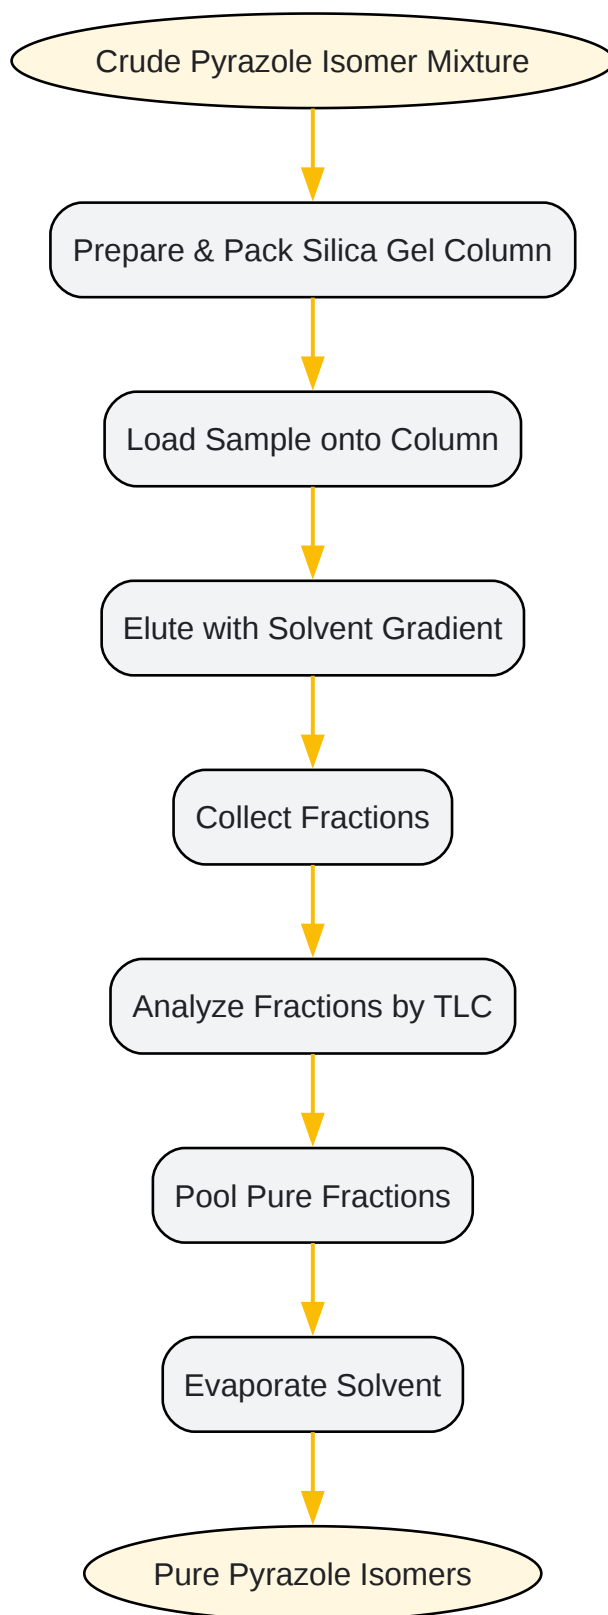 Crude Pyrazole Isomer Mixture
Prepare & Pack Silica Gel Column
Load Sample onto Column
Elute with Solvent Gradient
Collect Fractions
Analyze Fractions by TLC
Pool Pure Fractions
Evaporate Solvent
Pure Pyrazole Isomers